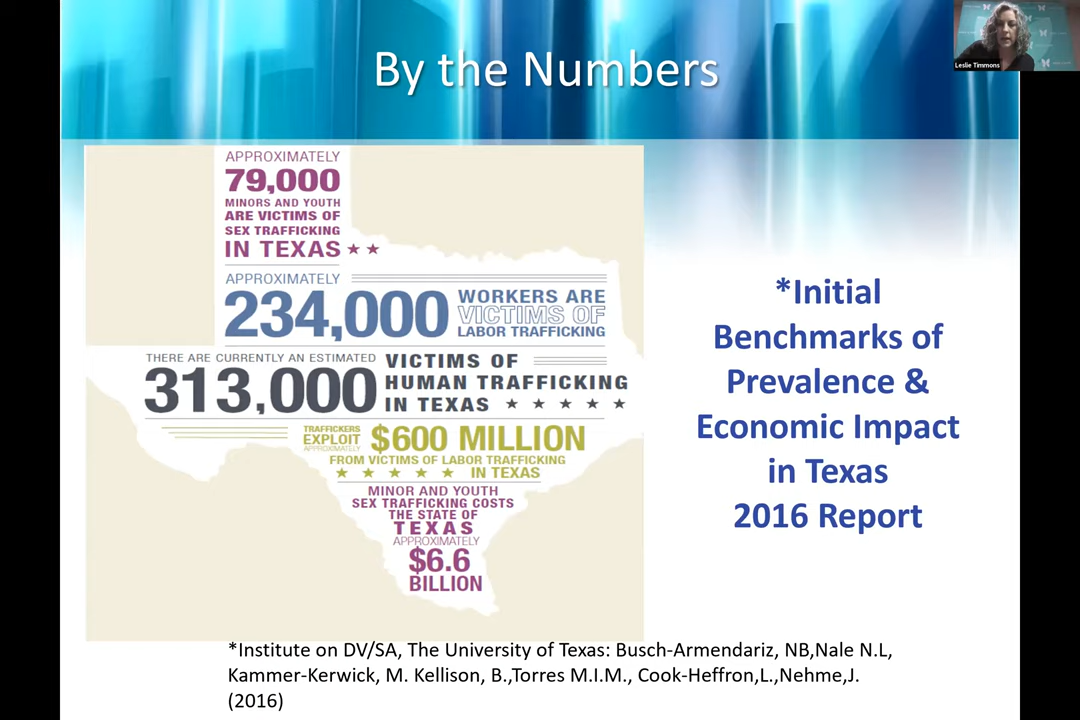 By the Numbers
Leslie Timmons
APPROXIMATELY
79,000
MINORS AND YOUTH
ARE VICTIMS OF
SEX TRAFFICKING
IN TEXAS ★ ★
APPROXIMATELY
234,000
WORKERS ARE
VICTIMS OF
LABOR TRAFFICKING
THERE ARE CURRENTLY AN ESTIMATED
313,000
VICTIMS OF
HUMAN TRAFFICKING
IN TEXAS ★ ★ ★ ★ ★
TRAFFICKERS
EXPLOIT
APPROXIMATELY
$600 MILLION
FROM VICTIMS OF LABOR TRAFFICKING
★ ★ ★ ★ ★ IN TEXAS
MINOR AND YOUTH
SEX TRAFFICKING COSTS
THE STATE OF
TEXAS
APPROXIMATELY
$6.6
BILLION
*Initial
Benchmarks of
Prevalence &
Economic Impact
in Texas
2016 Report
*Institute on DV/SA, The University of Texas: Busch-Armendariz, NB,Nale N.L,
Kammer-Kerwick, M. Kellison, B.,Torres M.I.M., Cook-Heffron,L.,Nehme,J.
(2016)